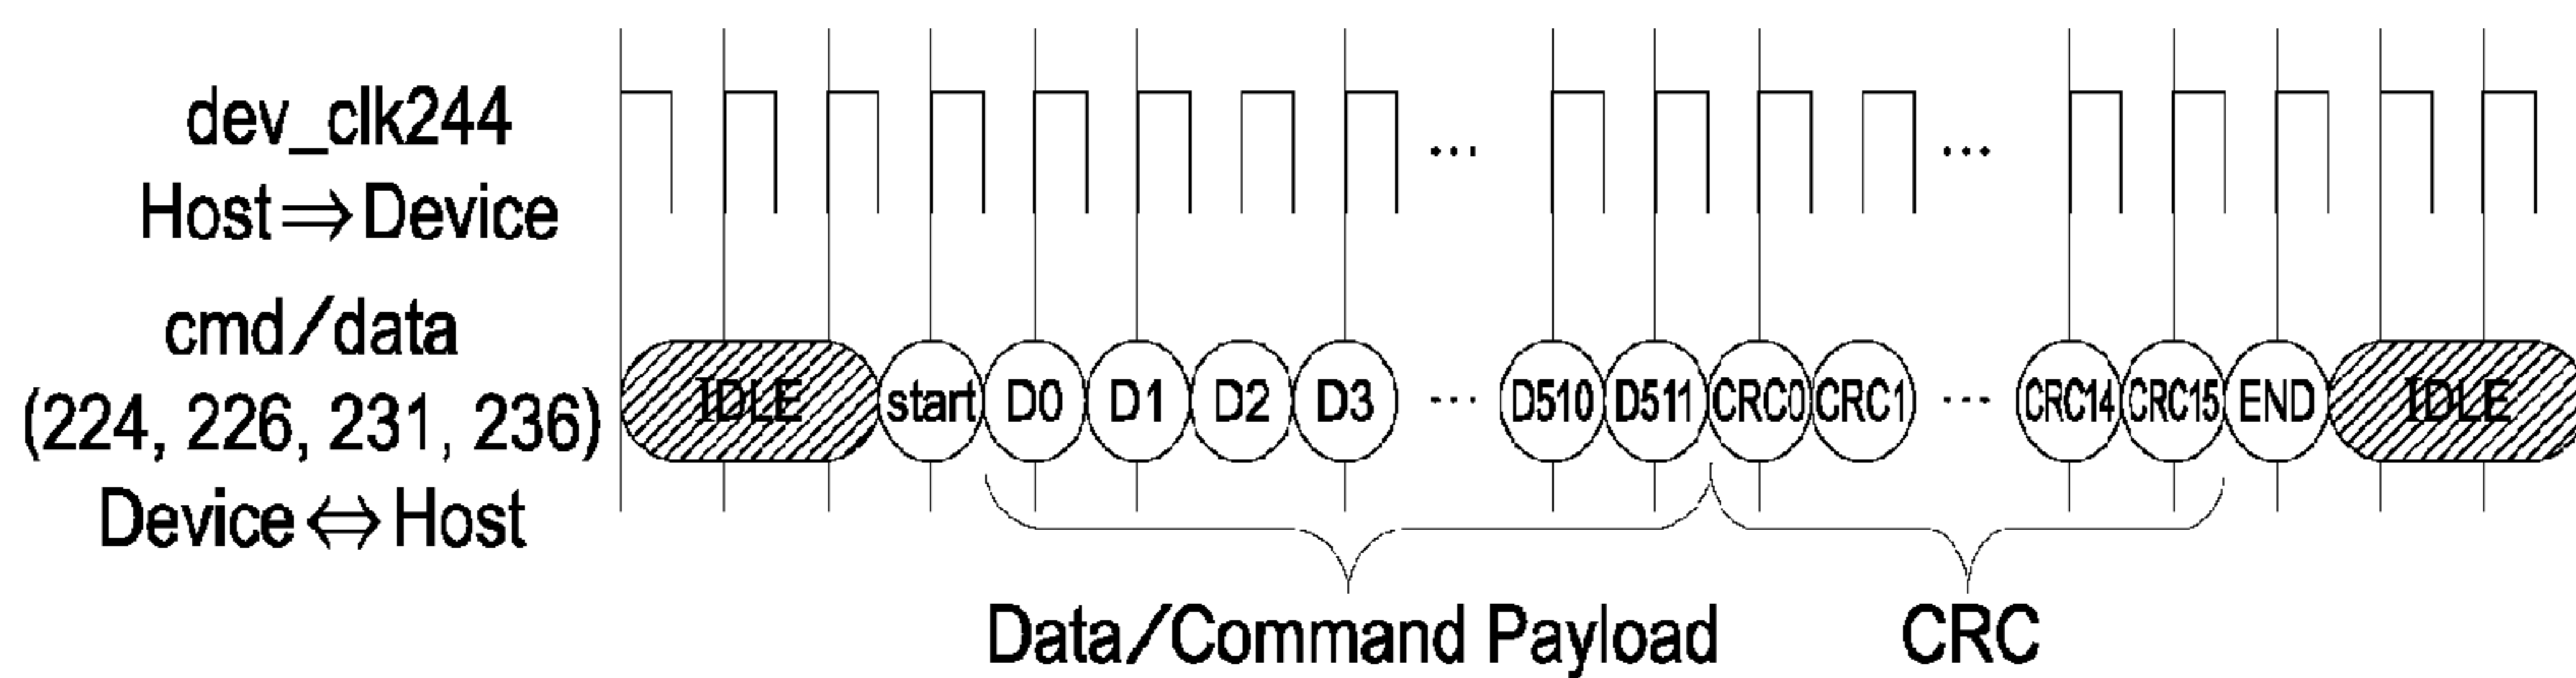 dev_clk244
Host⇒Device
...
...
cmd/data
(224, 226, 231, 236)
Device⇔Host
IDLE start D0 D1 D2 D3 ... D510 D511 CRC0 CRC1 ... CRC14 CRC15 END IDLE
Data/Command Payload CRC